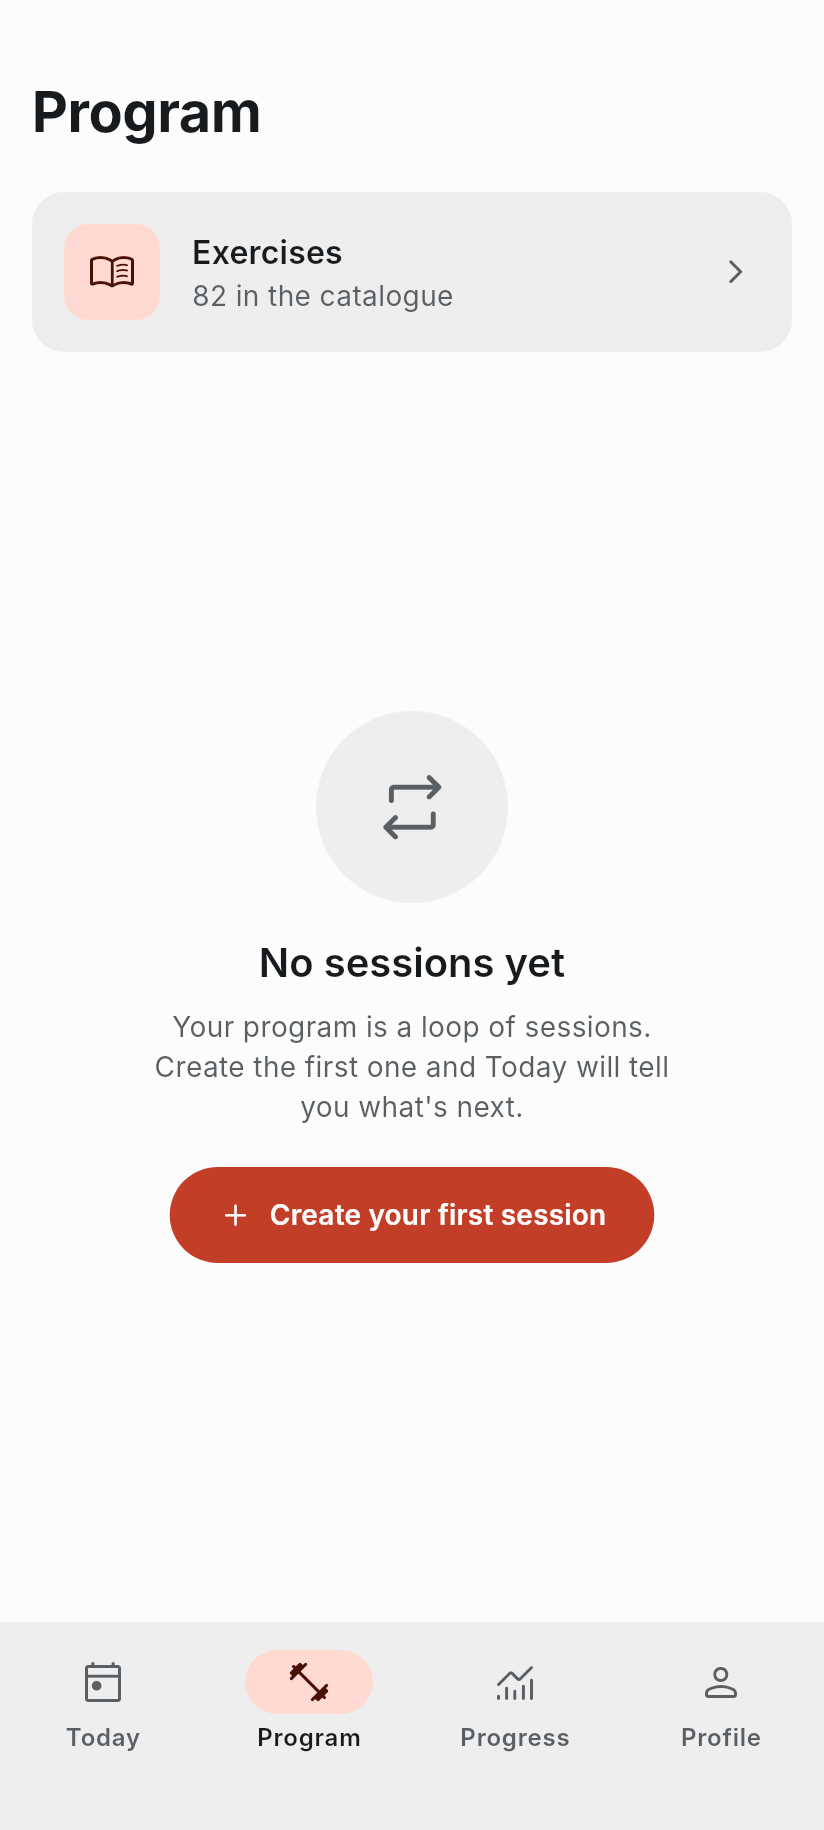 Program
Exercises
82 in the catalogue
No sessions yet
Your program is a loop of sessions.
Create the first one and Today will tell
you what's next.
Create your first session
Today
Program
Progress
Profile